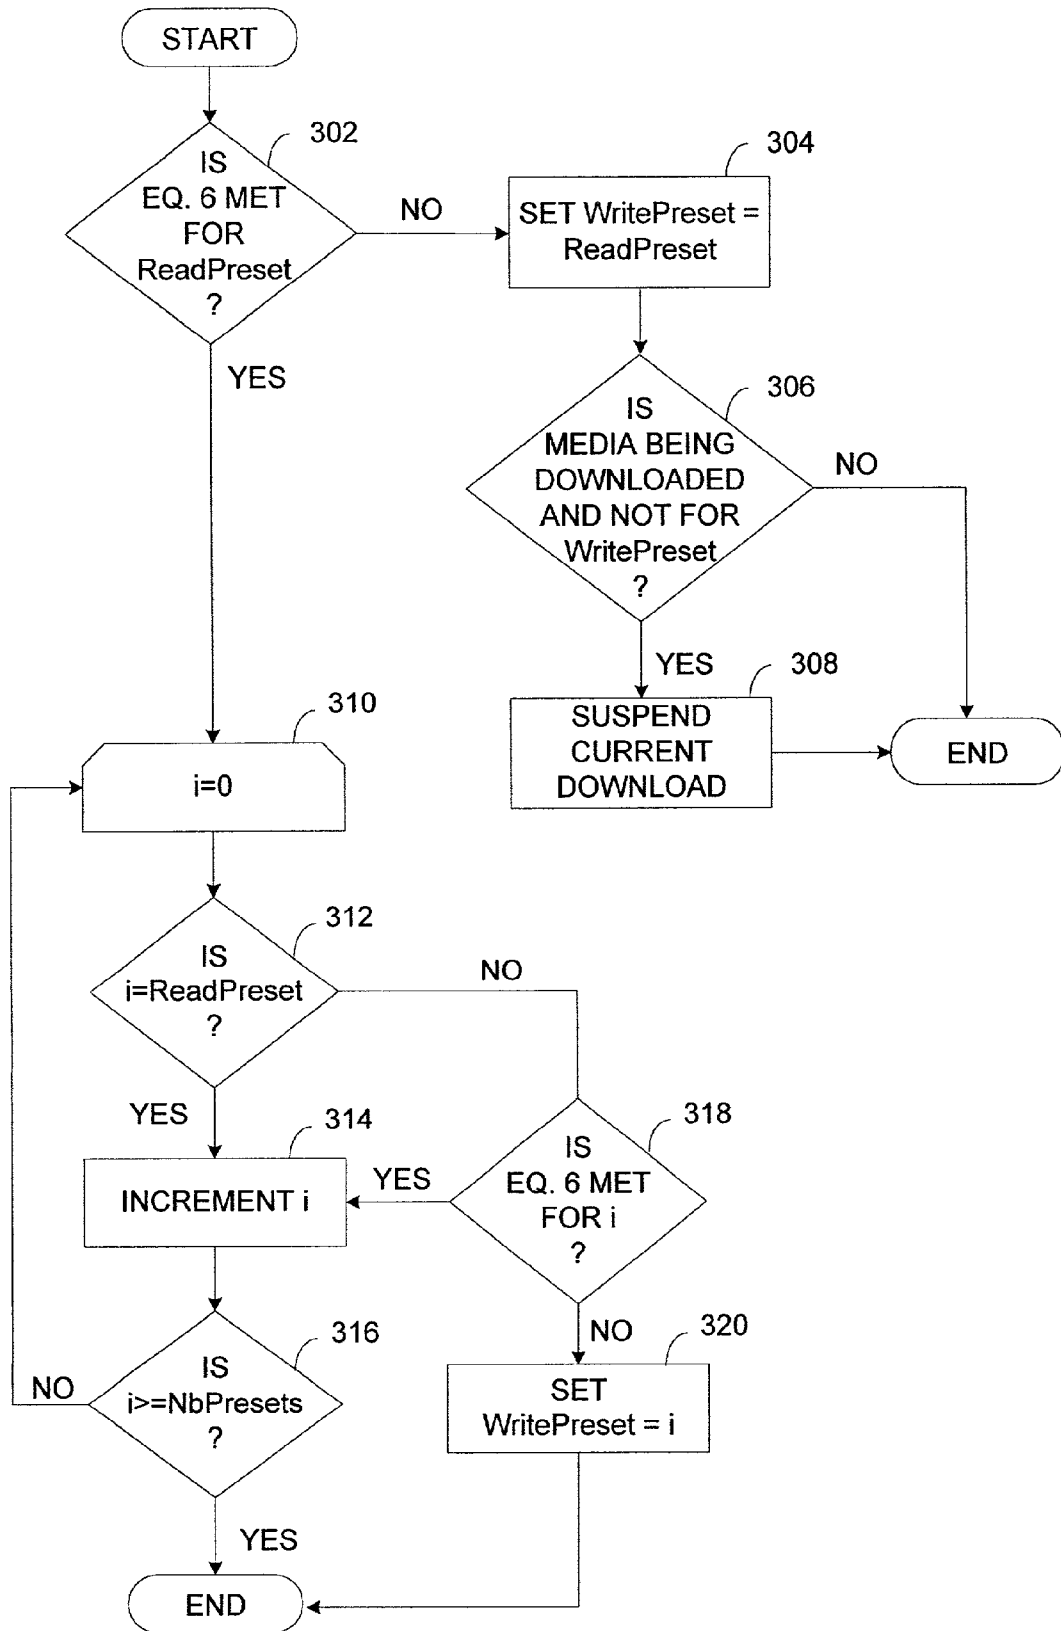 START
302
IS
EQ. 6 MET
FOR
ReadPreset
?
NO
304
SET WritePreset =
ReadPreset
YES
306
IS
MEDIA BEING
DOWNLOADED
AND NOT FOR
WritePreset
?
NO
YES
308
SUSPEND
CURRENT
DOWNLOAD
END
310
i=0
312
IS
i=ReadPreset
?
NO
YES
314
INCREMENT i
318
IS
EQ. 6 MET
FOR i
?
YES
316
IS
i>=NbPresets
?
NO
NO
320
SET
WritePreset = i
YES
END